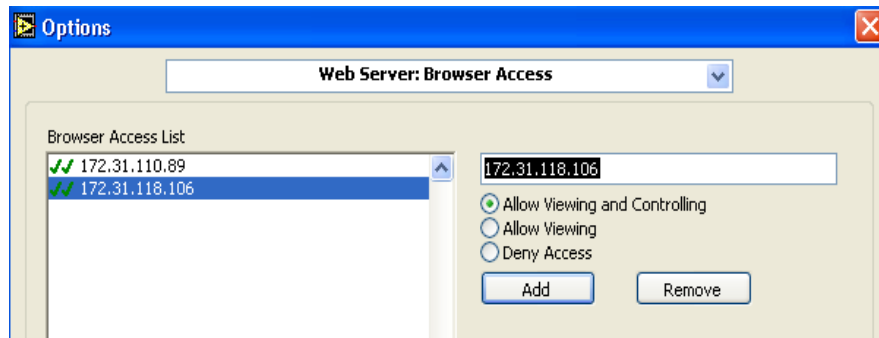 Options
Web Server: Browser Access
Browser Access List
172.31.110.89
172.31.118.106
172.31.118.106
Allow Viewing and Controlling
Allow Viewing
Deny Access
Add Remove